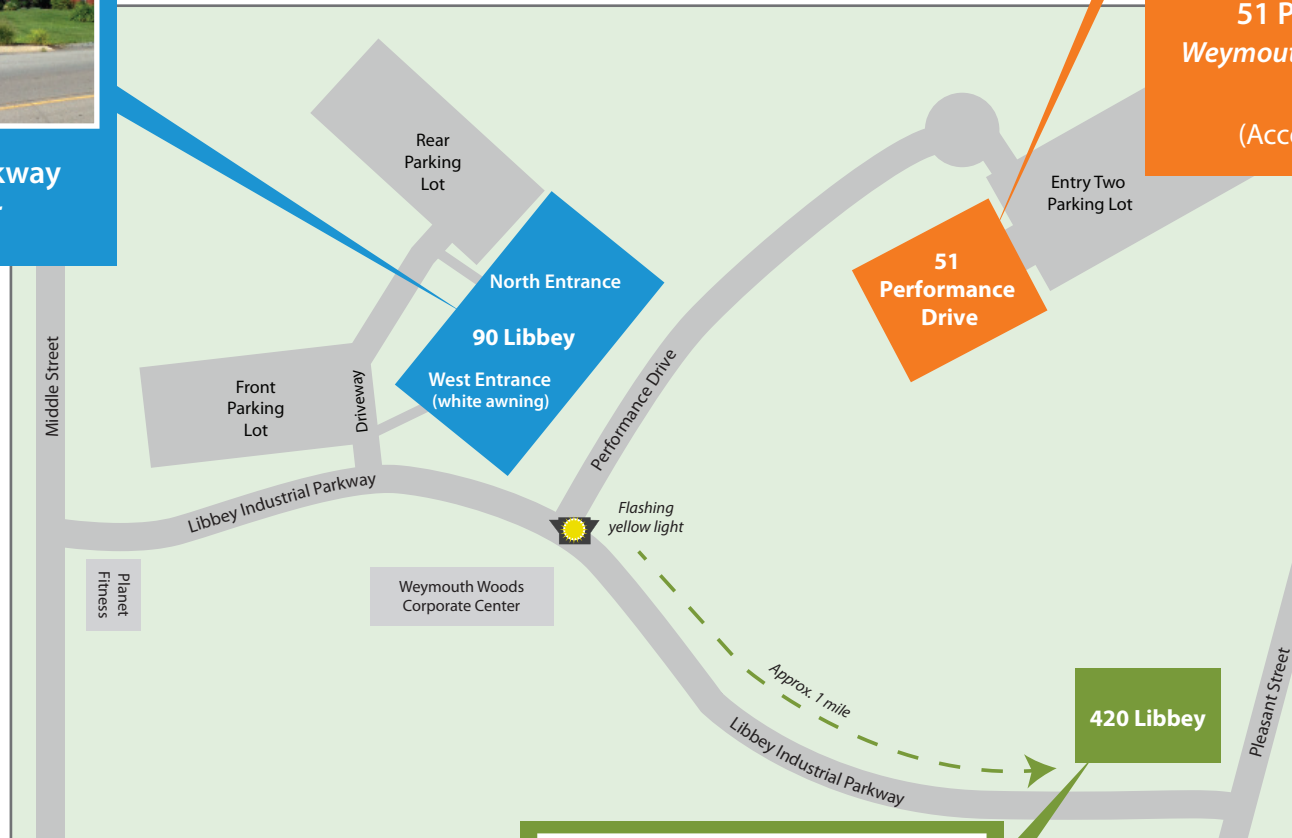 51 P
Weymout
(Acce
kway
Rear
Parking
Lot
Entry Two
Parking Lot
North Entrance
90 Libbey
West Entrance
(white awning)
51
Performance
Drive
Middle Street
Front
Parking
Lot
Driveway
Performance Drive
Libbey Industrial Parkway
Flashing
yellow light
Planet
Fitness
Weymouth Woods
Corporate Center
Approx. 1 mile
420 Libbey
Pleasant Street
Libbey Industrial Parkway